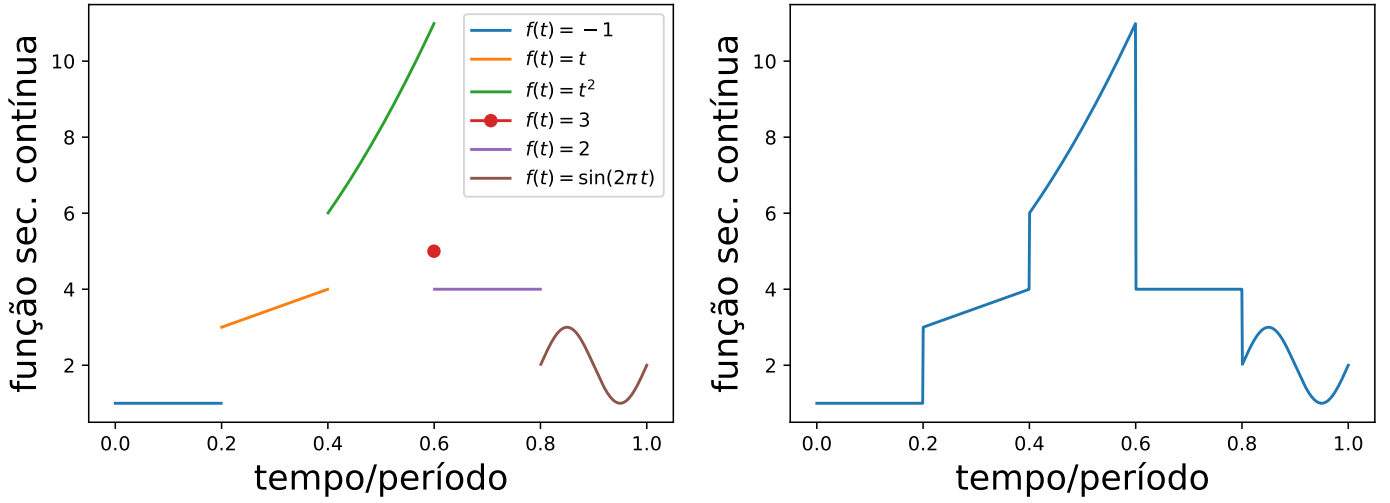 função sec. contínua
10
8
6
4
2
f(t) = −1
f(t) = t
f(t) = t²
f(t) = 3
f(t) = 2
f(t) = sin(2π t)
0.0 0.2 0.4 0.6 0.8 1.0
tempo/período
função sec. contínua
10
8
6
4
2
0.0 0.2 0.4 0.6 0.8 1.0
tempo/período